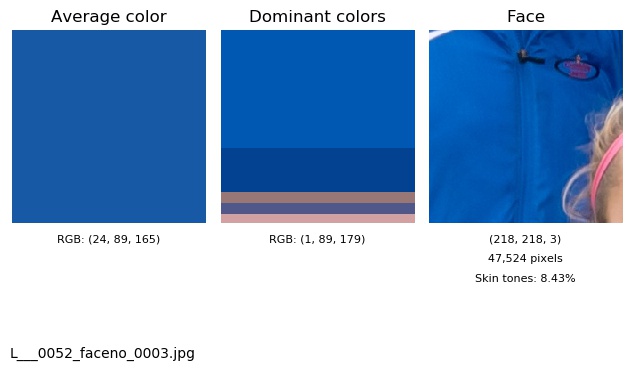 Average color
Dominant colors
Face
RGB: (24, 89, 165)
RGB: (1, 89, 179)
(218, 218, 3)
47,524 pixels
Skin tones: 8.43%
L___0052_faceno_0003.jpg